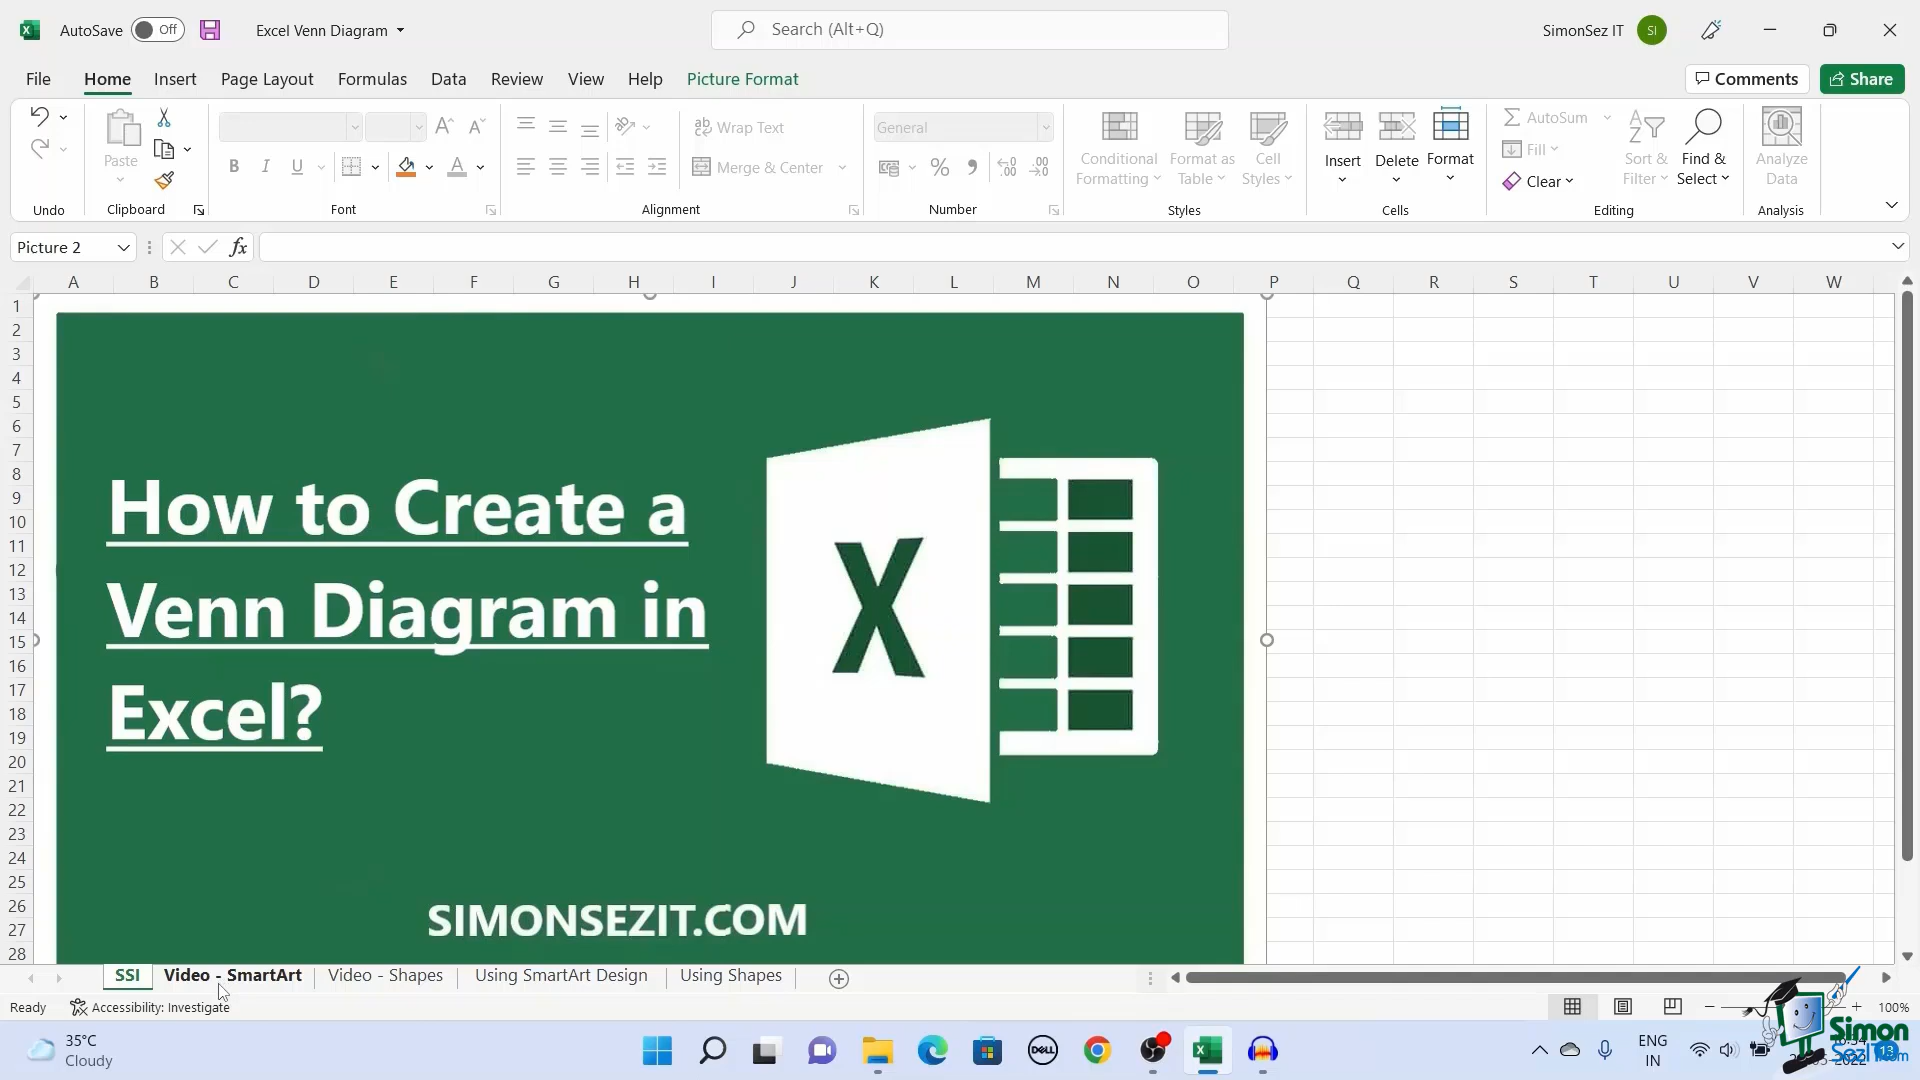 AutoSave Off Excel Venn Diagram Search (Alt+Q) SimonSez IT SI
File Home Insert Page Layout Formulas Data Review View Help Picture Format Comments Share
Paste Wrap Text General AutoSum
B I U Merge & Center % Fill Clear
Conditional Formatting Format as Table Cell Styles Insert Delete Format Sort & Filter Find & Select Analyze Data
Undo Clipboard Font Alignment Number Styles Cells Editing Analysis
Picture 2 fx
A B C D E F G H I J K L M N O P Q R S T U V W
1
2
3
4
5
6
7
8
9
10
11
12
13
14
15
16
17
18
19
20
21
22
23
24
25
26
27
28
How to Create a
Venn Diagram in
Excel?
X
SIMONSEZIT.COM
SSI Video - SmartArt Video - Shapes Using SmartArt Design Using Shapes
Ready Accessibility: Investigate 100%
35°C
Cloudy
DELL
ENG
IN
Simon
SezIT.com